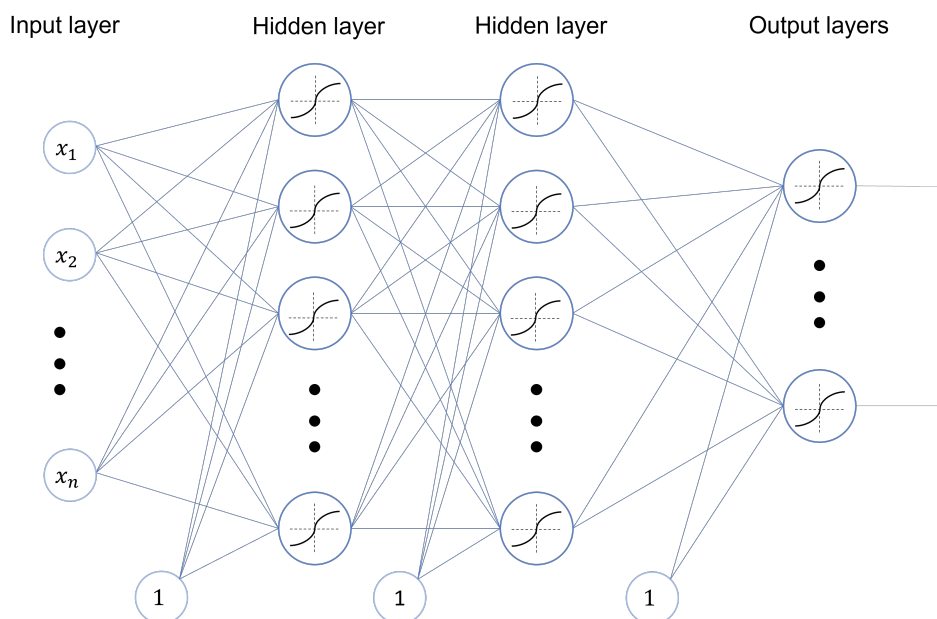 Input layer
Hidden layer
Hidden layer
Output layers
x₁
x₂
xₙ
1
1
1